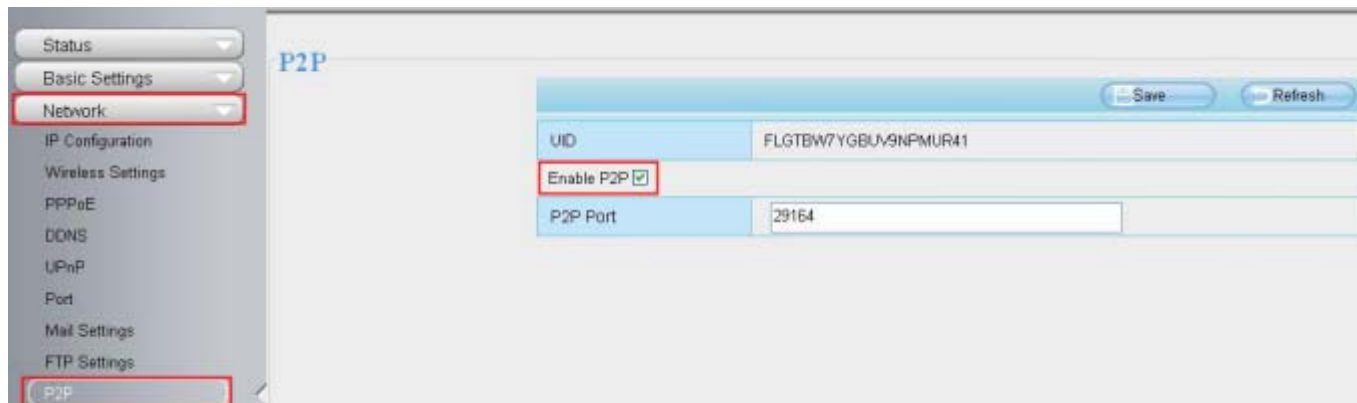 Status
Basic Settings
Network
IP Configuration
Wireless Settings
PPPoE
DDNS
UPnP
Port
Mail Settings
FTP Settings
P2P
P2P
Save Refresh
UID FLGTBW7YGBUV9NPMUR41
Enable P2P
P2P Port 29164